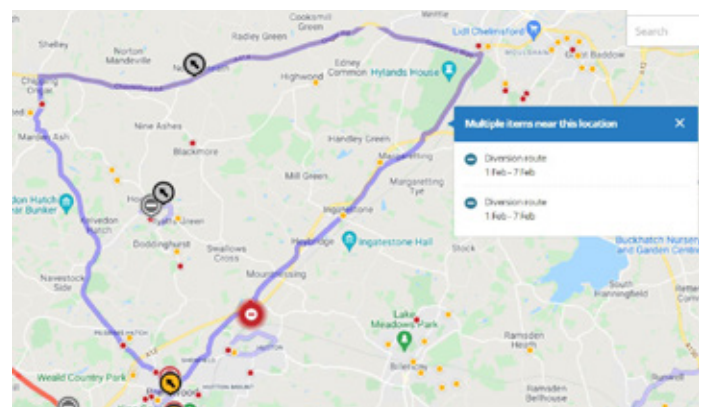 Cooksmill
Green
Writtle
Lidl Chelmsford
Search
Shelley
Radley Green
Norton
Mandeville
Great Baddow
Edney
Common
Highwood
Hylands House
Chipping
Ongar
Multiple items near this location
Nine Ashes
Diversion route
1 Feb - 7 Feb
Diversion route
1 Feb - 7 Feb
Marden Ash
Handley Green
Blackmore
Margaretting
Mill Green
Margaretting
Tye
Kelvedon
Hatch
Ingatestone
Doddinghurst
Swallows
Cross
Heybridge
Ingatestone Hall
Stock
Buckhatch Nursery
and Garden Centre
Navestock
Side
Mountnessing
South
Hanningfield
Lake
Meadows Park
Ramsden
Heath
A12
Weald Country Park
Billericay
HUTTON MOUNT
Ramsden
Bellhouse
A130